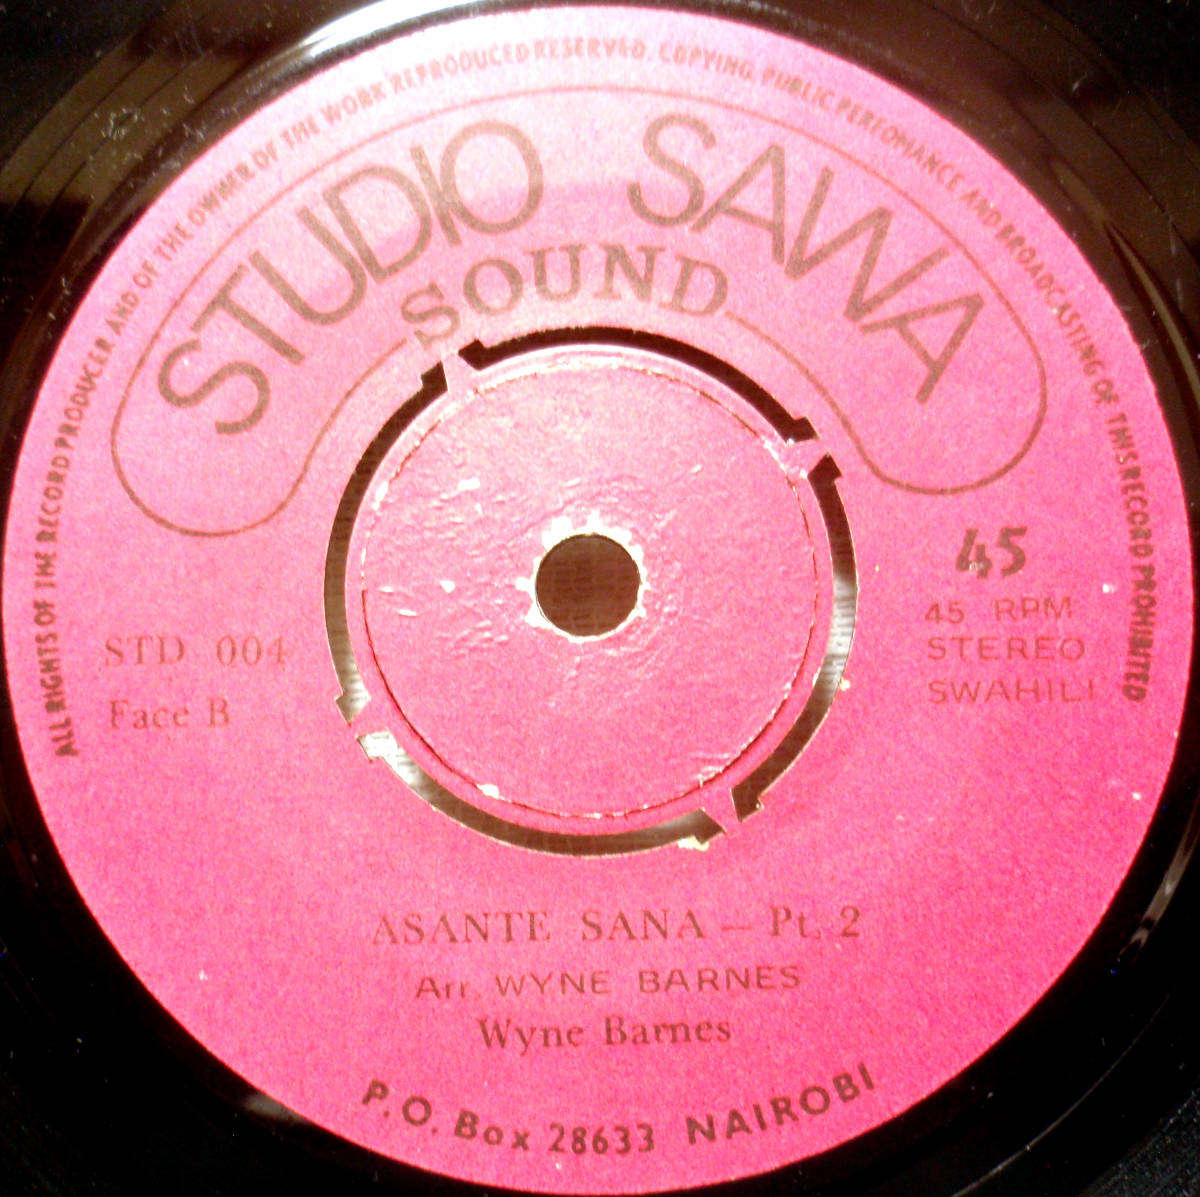 ALL RIGHTS OF THE RECORD PRODUCER AND OF THE OWNER OF THE WORK REPRODUCED RESERVED. COPYING, PUBLIC PERFOMANCE AND BROADCASTING OF THIS RECORD PROHIBITED
STUDIO SAWA
SOUND
45
45 RPM
STEREO
SWAHILI
STD 004
Face B
ASANTE SANA — Pt. 2
Arr. WYNE BARNES
Wyne Barnes
P.O. Box 28633 NAIROBI